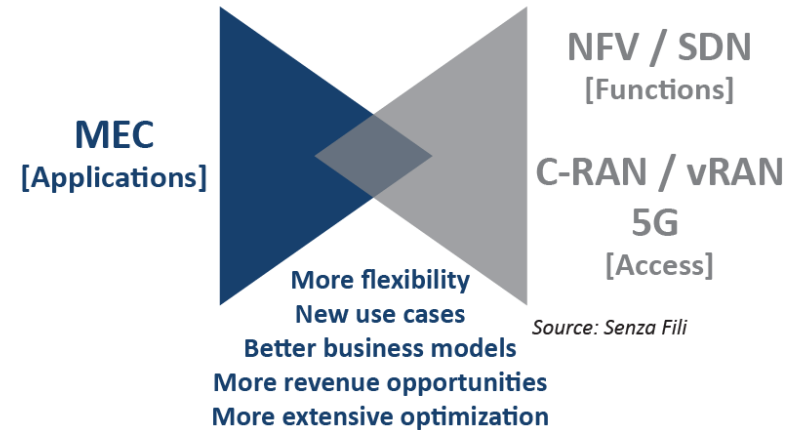 MEC
[Applications]
NFV / SDN
[Functions]
C-RAN / vRAN
5G
[Access]
More flexibility
New use cases
Better business models
More revenue opportunities
More extensive optimization
Source: Senza Fili